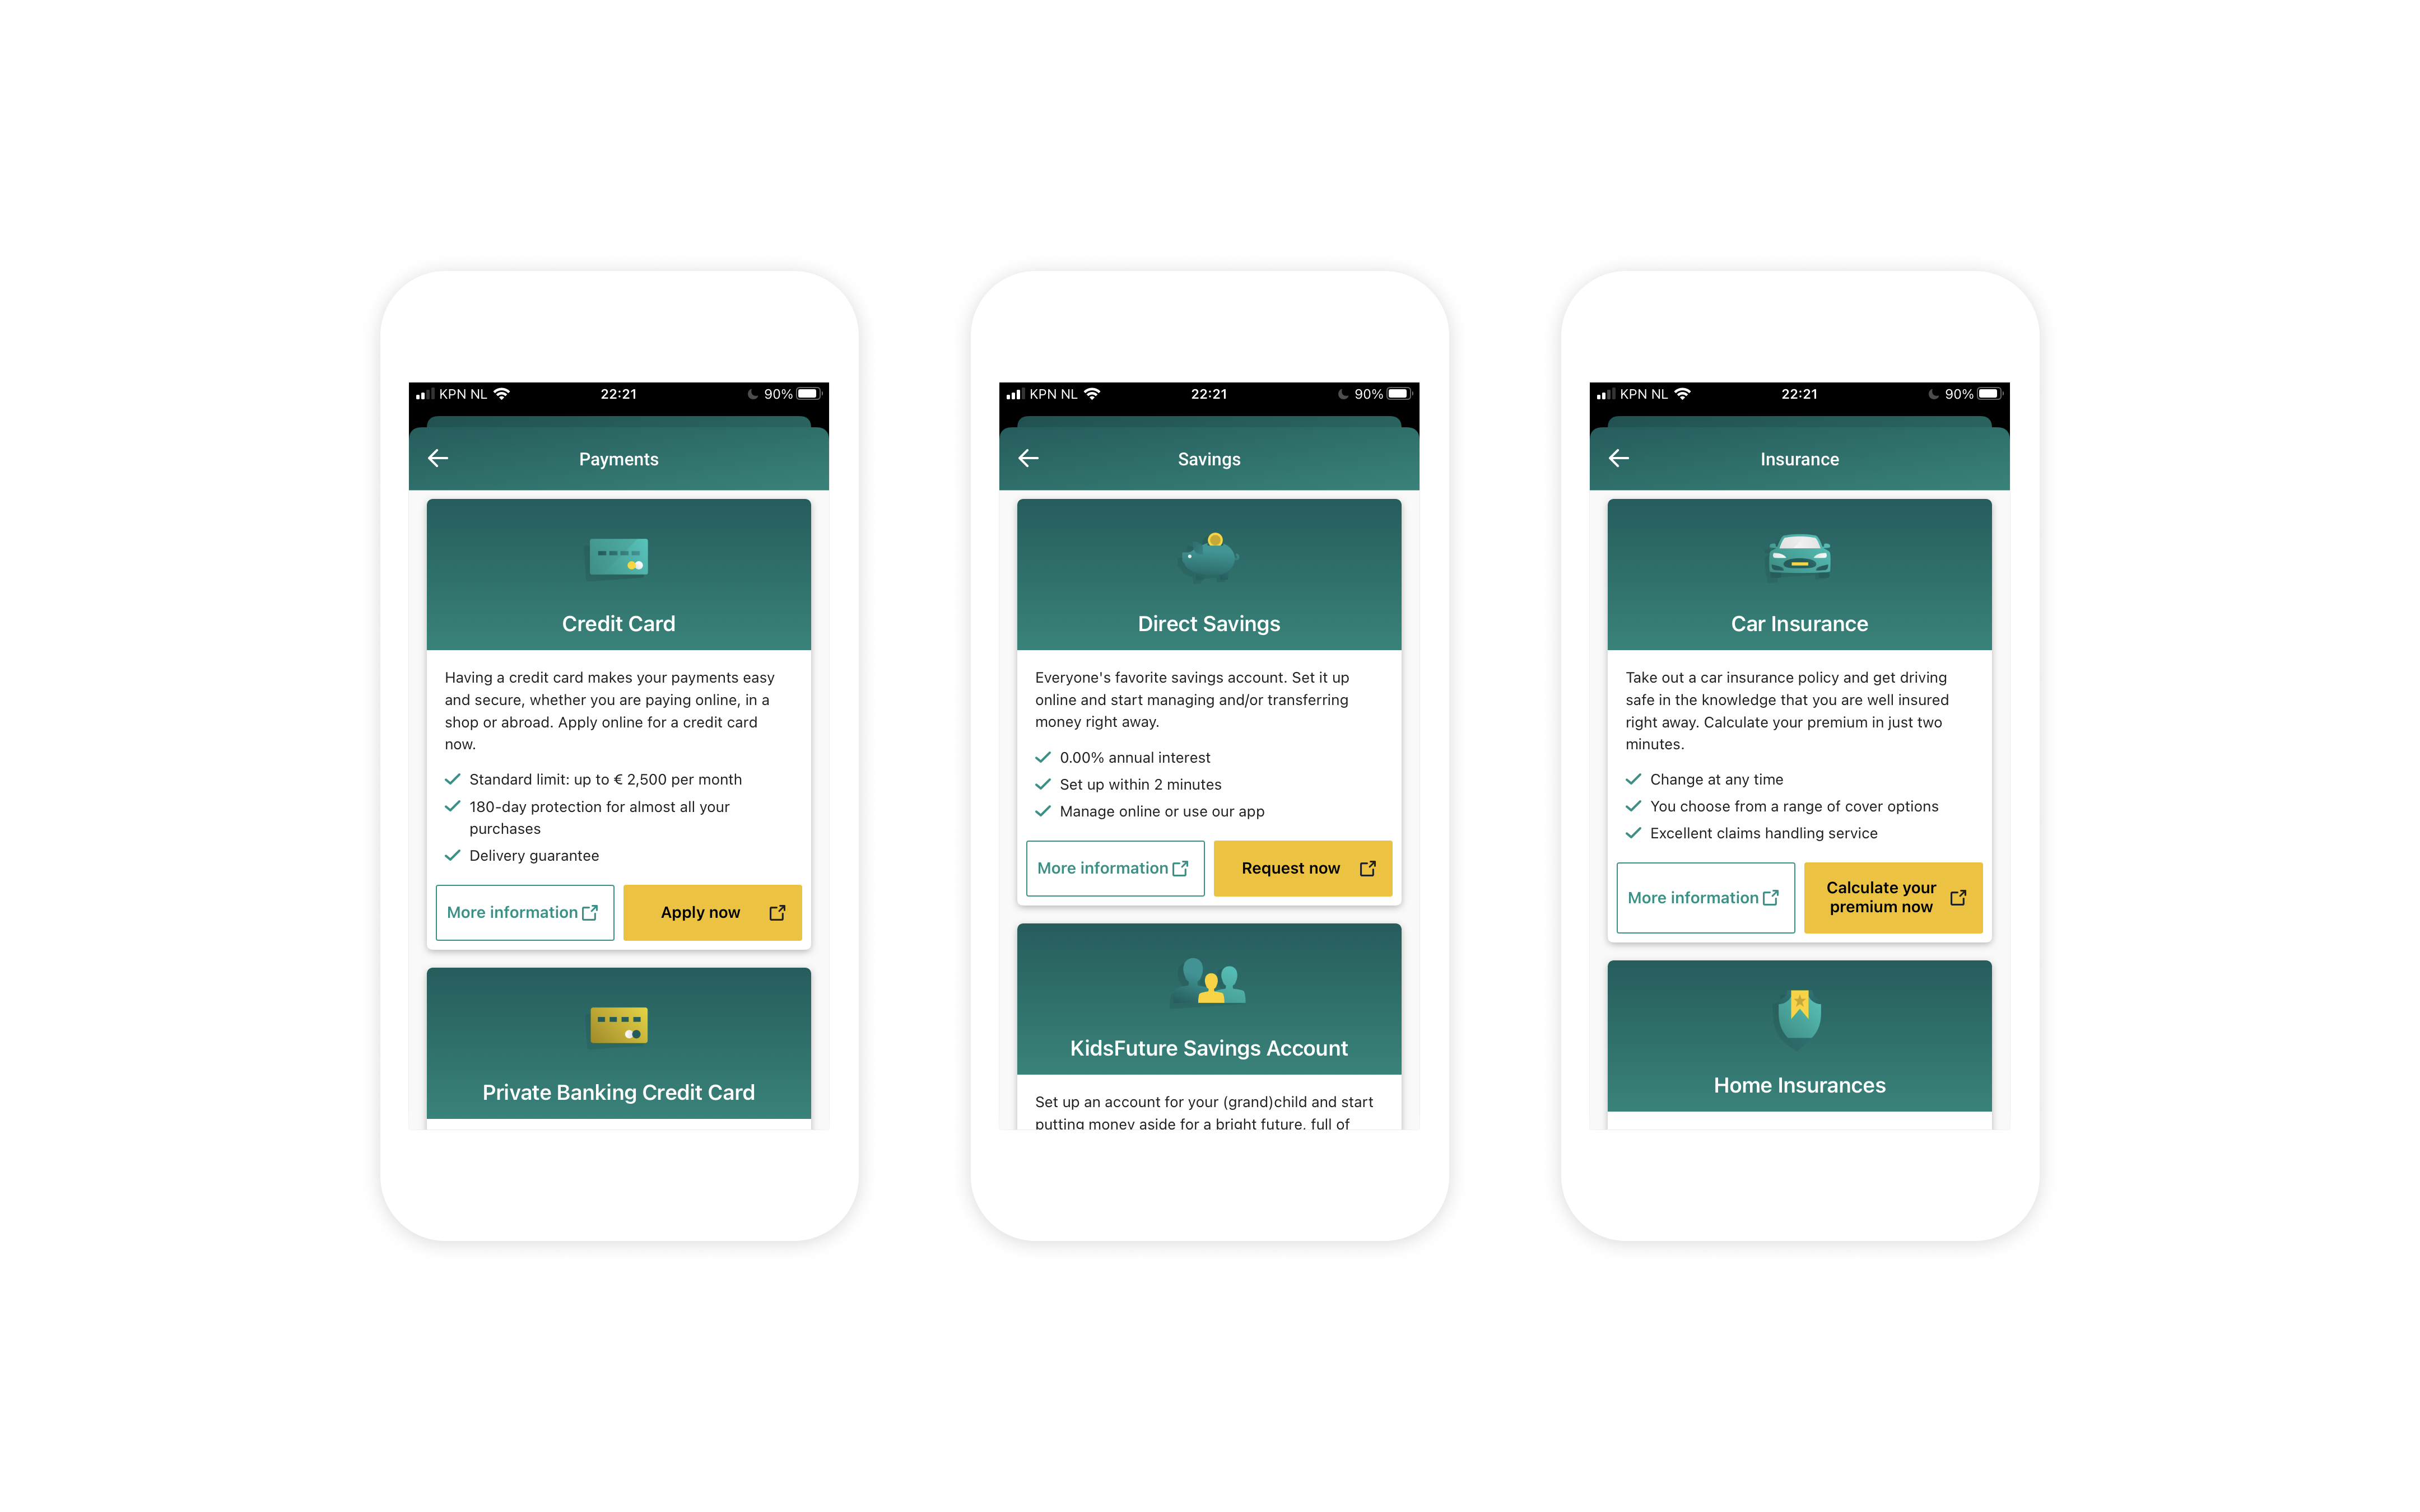 KPN NL 22:21 90%
Payments
Credit Card
Having a credit card makes your payments easy
and secure, whether you are paying online, in a
shop or abroad. Apply online for a credit card
now.
Standard limit: up to € 2,500 per month
180-day protection for almost all your
purchases
Delivery guarantee
More information
Apply now
Private Banking Credit Card
KPN NL 22:21 90%
Savings
Direct Savings
Everyone's favorite savings account. Set it up
online and start managing and/or transferring
money right away.
0.00% annual interest
Set up within 2 minutes
Manage online or use our app
More information
Request now
KidsFuture Savings Account
Set up an account for your (grand)child and start
putting money aside for a bright future, full of
KPN NL 22:21 90%
Insurance
Car Insurance
Take out a car insurance policy and get driving
safe in the knowledge that you are well insured
right away. Calculate your premium in just two
minutes.
Change at any time
You choose from a range of cover options
Excellent claims handling service
More information
Calculate your
premium now
Home Insurances